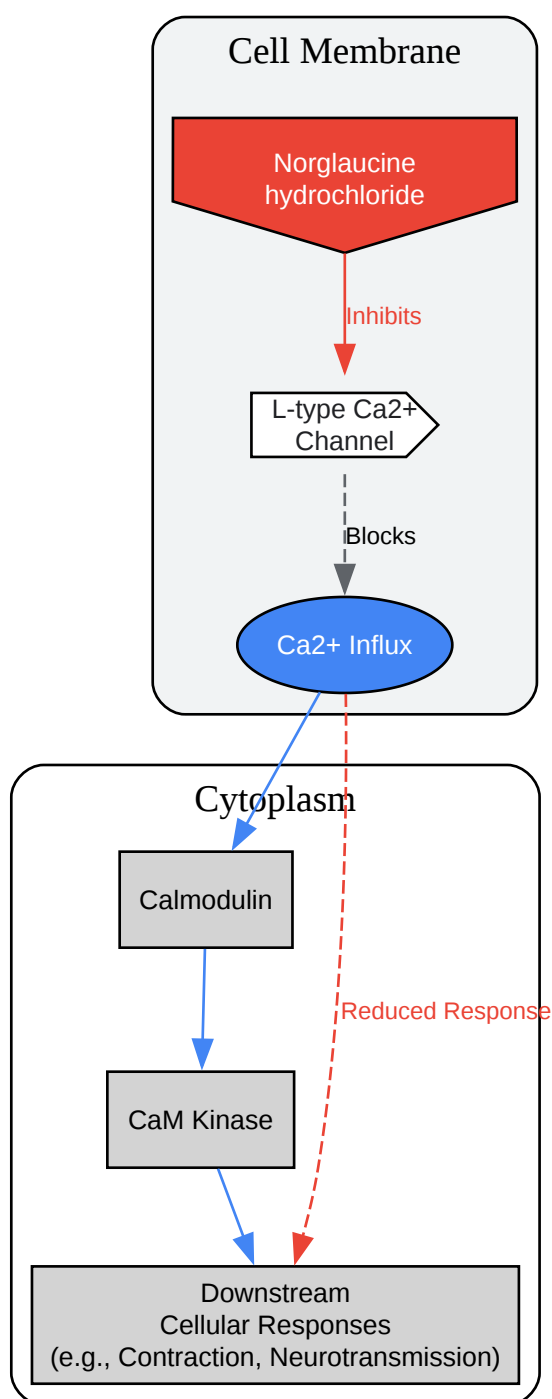 Cell Membrane
Norglaucine
hydrochloride
Inhibits
L-type Ca2+
Channel
Blocks
Ca2+ Influx
Cytoplasm
Calmodulin
Reduced Response
CaM Kinase
Downstream
Cellular Responses
(e.g., Contraction, Neurotransmission)